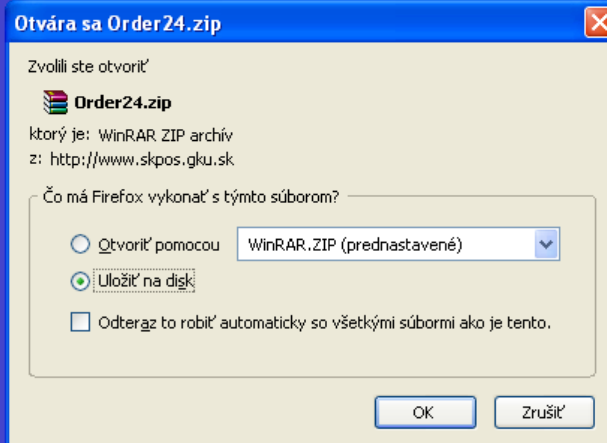 Otvára sa Order24.zip
Zvolili ste otvoriť
Order24.zip
ktorý je: WinRAR ZIP archív
z: http://www.skpos.gku.sk
Čo má Firefox vykonať s týmto súborom?
Otvoriť pomocou WinRAR.ZIP (prednastavené)
Uložiť na disk
Odteraz to robiť automaticky so všetkými súbormi ako je tento.
OK Zrušiť